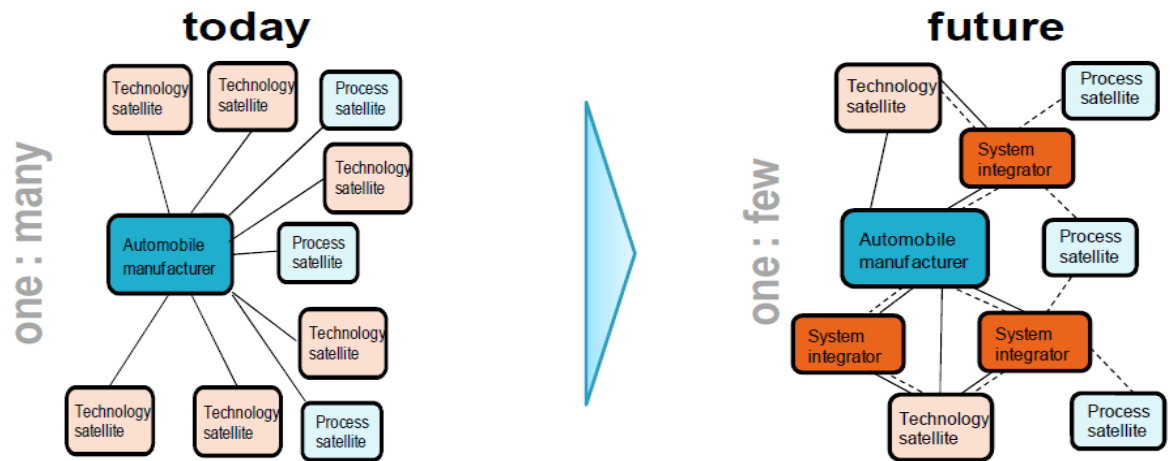 today
one : many
Technology
satellite
Technology
satellite
Process
satellite
Technology
satellite
Automobile
manufacturer
Process
satellite
Technology
satellite
Technology
satellite
Technology
satellite
Process
satellite
future
one : few
Technology
satellite
Process
satellite
System
integrator
Automobile
manufacturer
Process
satellite
System
integrator
System
integrator
Technology
satellite
Process
satellite